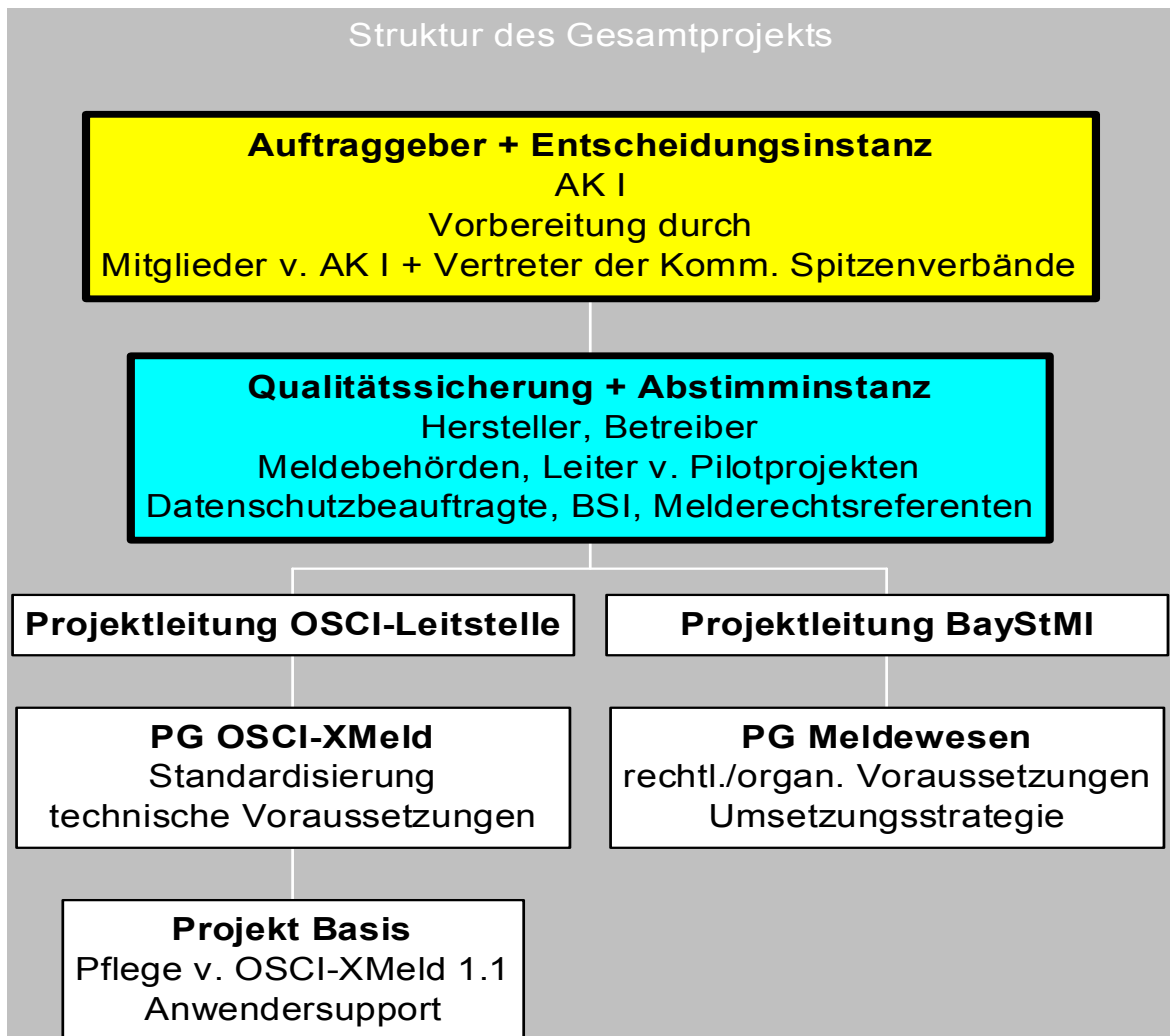 Struktur des Gesamtprojekts
Auftraggeber + Entscheidungsinstanz
AK I
Vorbereitung durch
Mitglieder v. AK I + Vertreter der Komm. Spitzenverbände
Qualitätssicherung + Abstimminstanz
Hersteller, Betreiber
Meldebehörden, Leiter v. Pilotprojekten
Datenschutzbeauftragte, BSI, Melderechtsreferenten
Projektleitung OSCI-Leitstelle
Projektleitung BayStMI
PG OSCI-XMeld
Standardisierung
technische Voraussetzungen
PG Meldewesen
rechtl./organ. Voraussetzungen
Umsetzungsstrategie
Projekt Basis
Pflege v. OSCI-XMeld 1.1
Anwendersupport